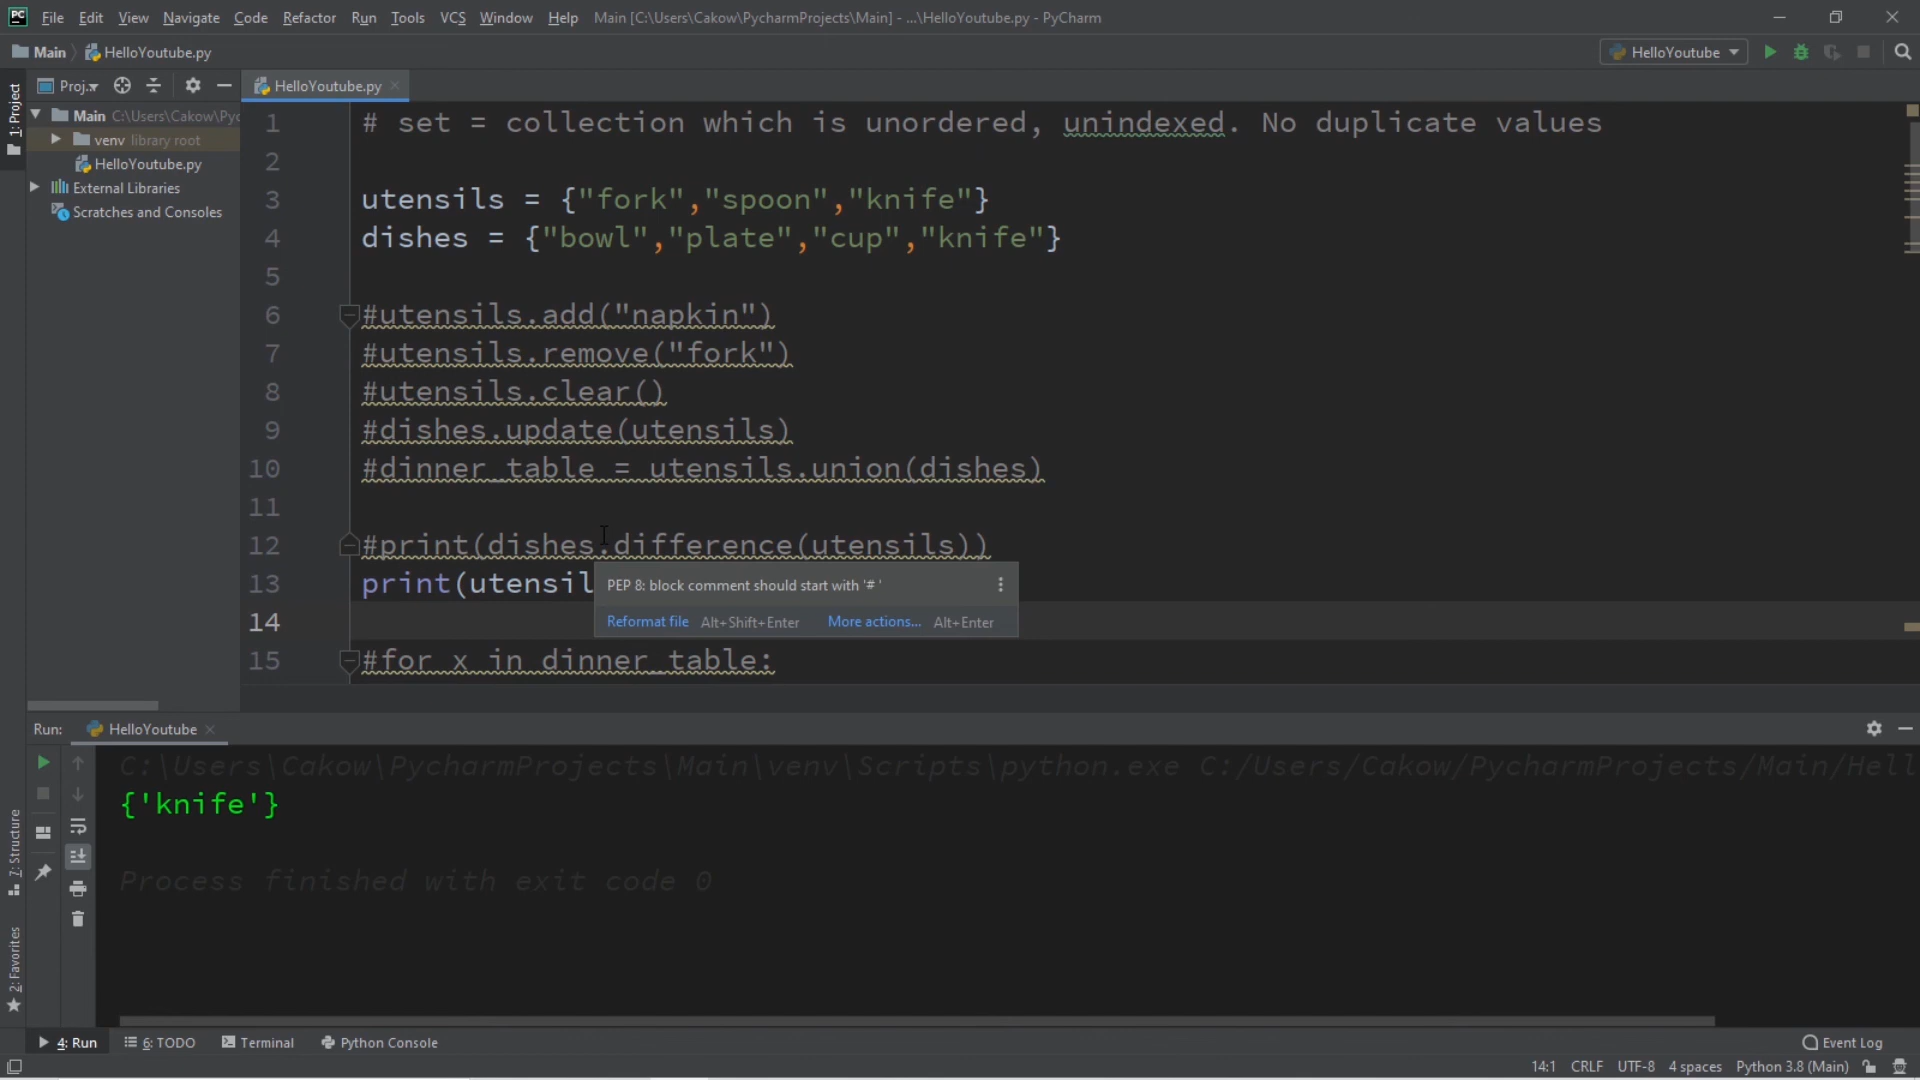 File Edit View Navigate Code Refactor Run Tools VCS Window Help Main [C:\Users\Cakow\PycharmProjects\Main] - ...\HelloYoutube.py - PyCharm
Main HelloYoutube.py HelloYoutube
1: Project
Proj... HelloYoutube.py
Main C:\Users\Cakow\Pyc
venv library root
HelloYoutube.py
External Libraries
Scratches and Consoles
1 # set = collection which is unordered, unindexed. No duplicate values
2
3 utensils = {"fork","spoon","knife"}
4 dishes = {"bowl","plate","cup","knife"}
5
6 #utensils.add("napkin")
7 #utensils.remove("fork")
8 #utensils.clear()
9 #dishes.update(utensils)
10 #dinner_table = utensils.union(dishes)
11
12 #print(dishes.difference(utensils))
13 print(utensil
PEP 8: block comment should start with '# '
Reformat file Alt+Shift+Enter More actions... Alt+Enter
14
15 #for x in dinner_table:
Run: HelloYoutube
C:\Users\Cakow\PycharmProjects\Main\venv\Scripts\python.exe C:/Users/Cakow/PycharmProjects/Main/Hell
{'knife'}
Process finished with exit code 0
7: Structure
2: Favorites
4: Run 6: TODO Terminal Python Console Event Log
14:1 CRLF UTF-8 4 spaces Python 3.8 (Main)